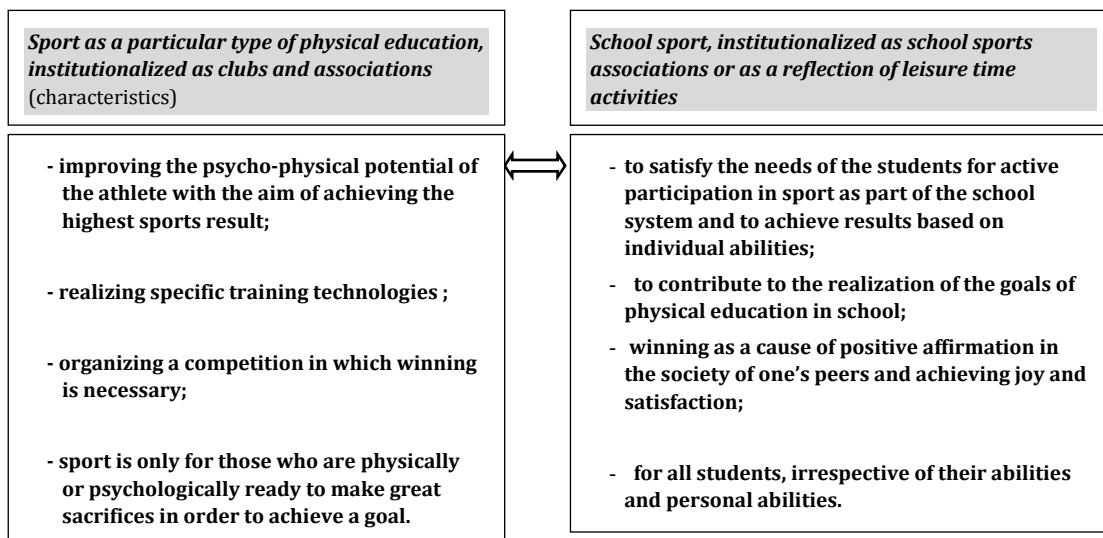 Sport as a particular type of physical education,
institutionalized as clubs and associations
(characteristics)
School sport, institutionalized as school sports
associations or as a reflection of leisure time
activities
- improving the psycho-physical potential of
the athlete with the aim of achieving the
highest sports result;
- realizing specific training technologies ;
- organizing a competition in which winning
is necessary;
- sport is only for those who are physically
or psychologically ready to make great
sacrifices in order to achieve a goal.
- to satisfy the needs of the students for active
participation in sport as part of the school
system and to achieve results based on
individual abilities;
- to contribute to the realization of the goals of
physical education in school;
- winning as a cause of positive affirmation in
the society of one's peers and achieving joy and
satisfaction;
- for all students, irrespective of their abilities
and personal abilities.